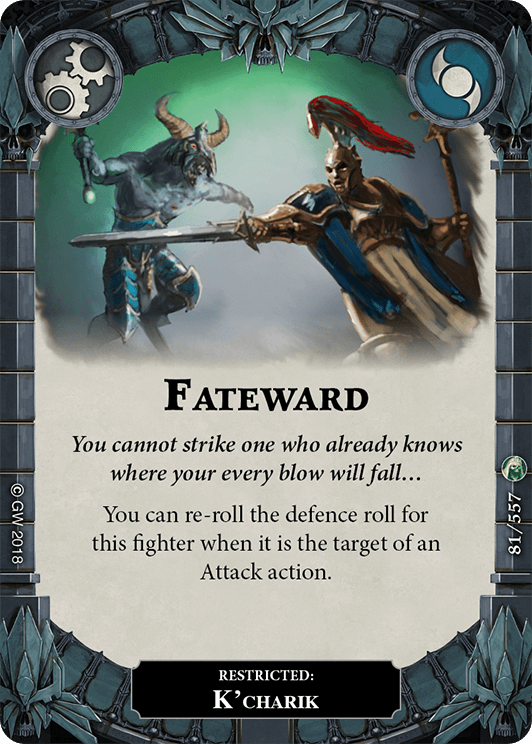 Fateward
You cannot strike one who already knows
where your every blow will fall…
You can re-roll the defence roll for
this fighter when it is the target of an
Attack action.
© GW 2018
81/557
RESTRICTED:
K’charik